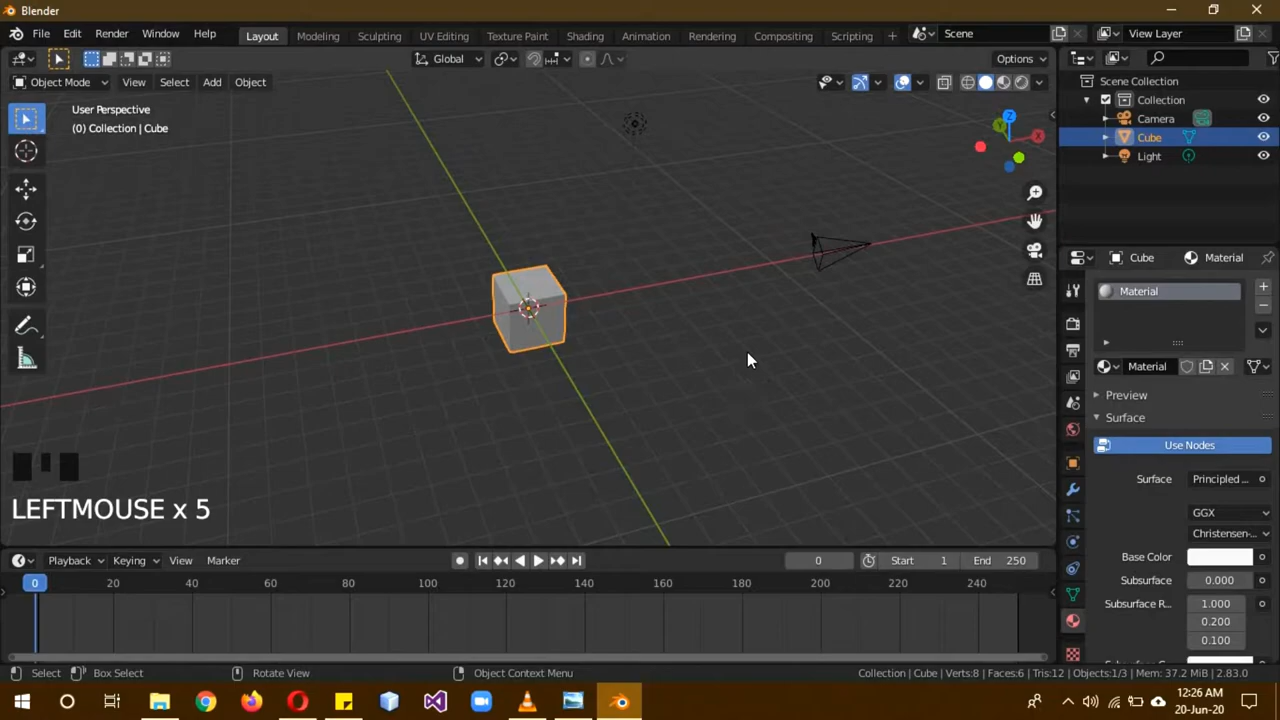 Blender
File Edit Render Window Help
Layout Modeling Sculpting UV Editing Texture Paint Shading Animation Rendering Compositing Scripting +
Scene
View Layer
Global
Options
Object Mode View Select Add Object
User Perspective
(0) Collection | Cube
LEFTMOUSE x 5
Scene Collection
Collection
Camera
Cube
Light
Cube Material
Material
Material
Preview
Surface
Use Nodes
Surface Principled ...
GGX
Christensen-...
Base Color
Subsurface 0.000
Subsurface R... 1.000
0.200
0.100
Playback Keying View Marker
0 Start 1 End 250
0 20 40 60 80 100 120 140 160 180 200 220 240
Select Box Select Rotate View Object Context Menu
Collection | Cube | Verts:8 | Faces:6 | Tris:12 | Objects:1/3 | Mem: 37.2 MiB | 2.83.0
12:26 AM
20-Jun-20